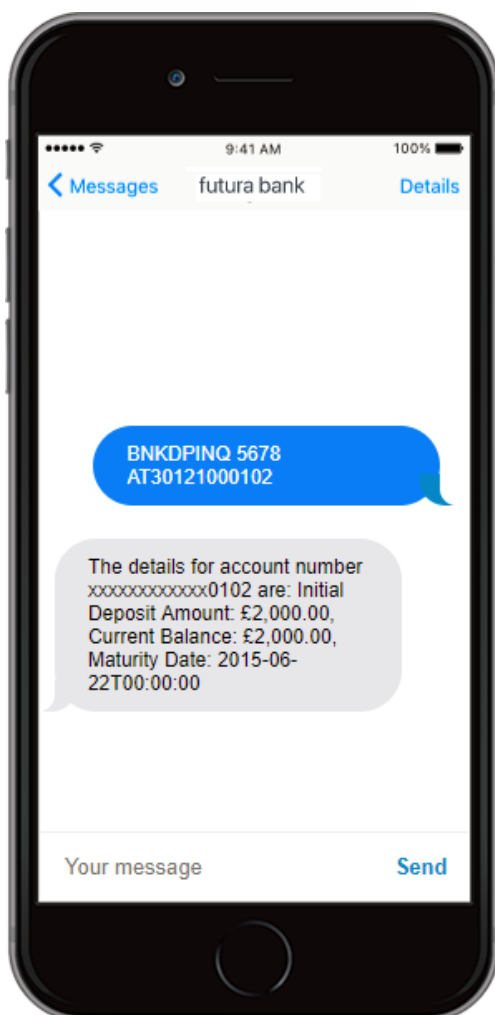 9:41 AM
100%
Messages
futura bank
Details
BNKDPINQ 5678
AT30121000102
The details for account number
xxxxxxxxxxxx0102 are: Initial
Deposit Amount: £2,000.00,
Current Balance: £2,000.00,
Maturity Date: 2015-06-
22T00:00:00
Your message
Send